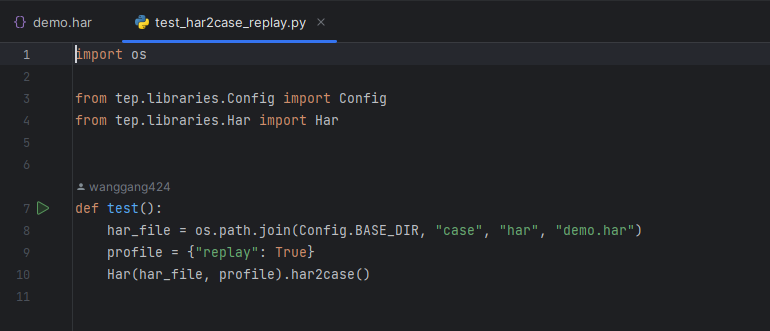 {} demo.har
test_har2case_replay.py ×
1 import os
2
3 from tep.libraries.Config import Config
4 from tep.libraries.Har import Har
5
6
wanggang424
7 def test():
8     har_file = os.path.join(Config.BASE_DIR, "case", "har", "demo.har")
9     profile = {"replay": True}
10     Har(har_file, profile).har2case()
11